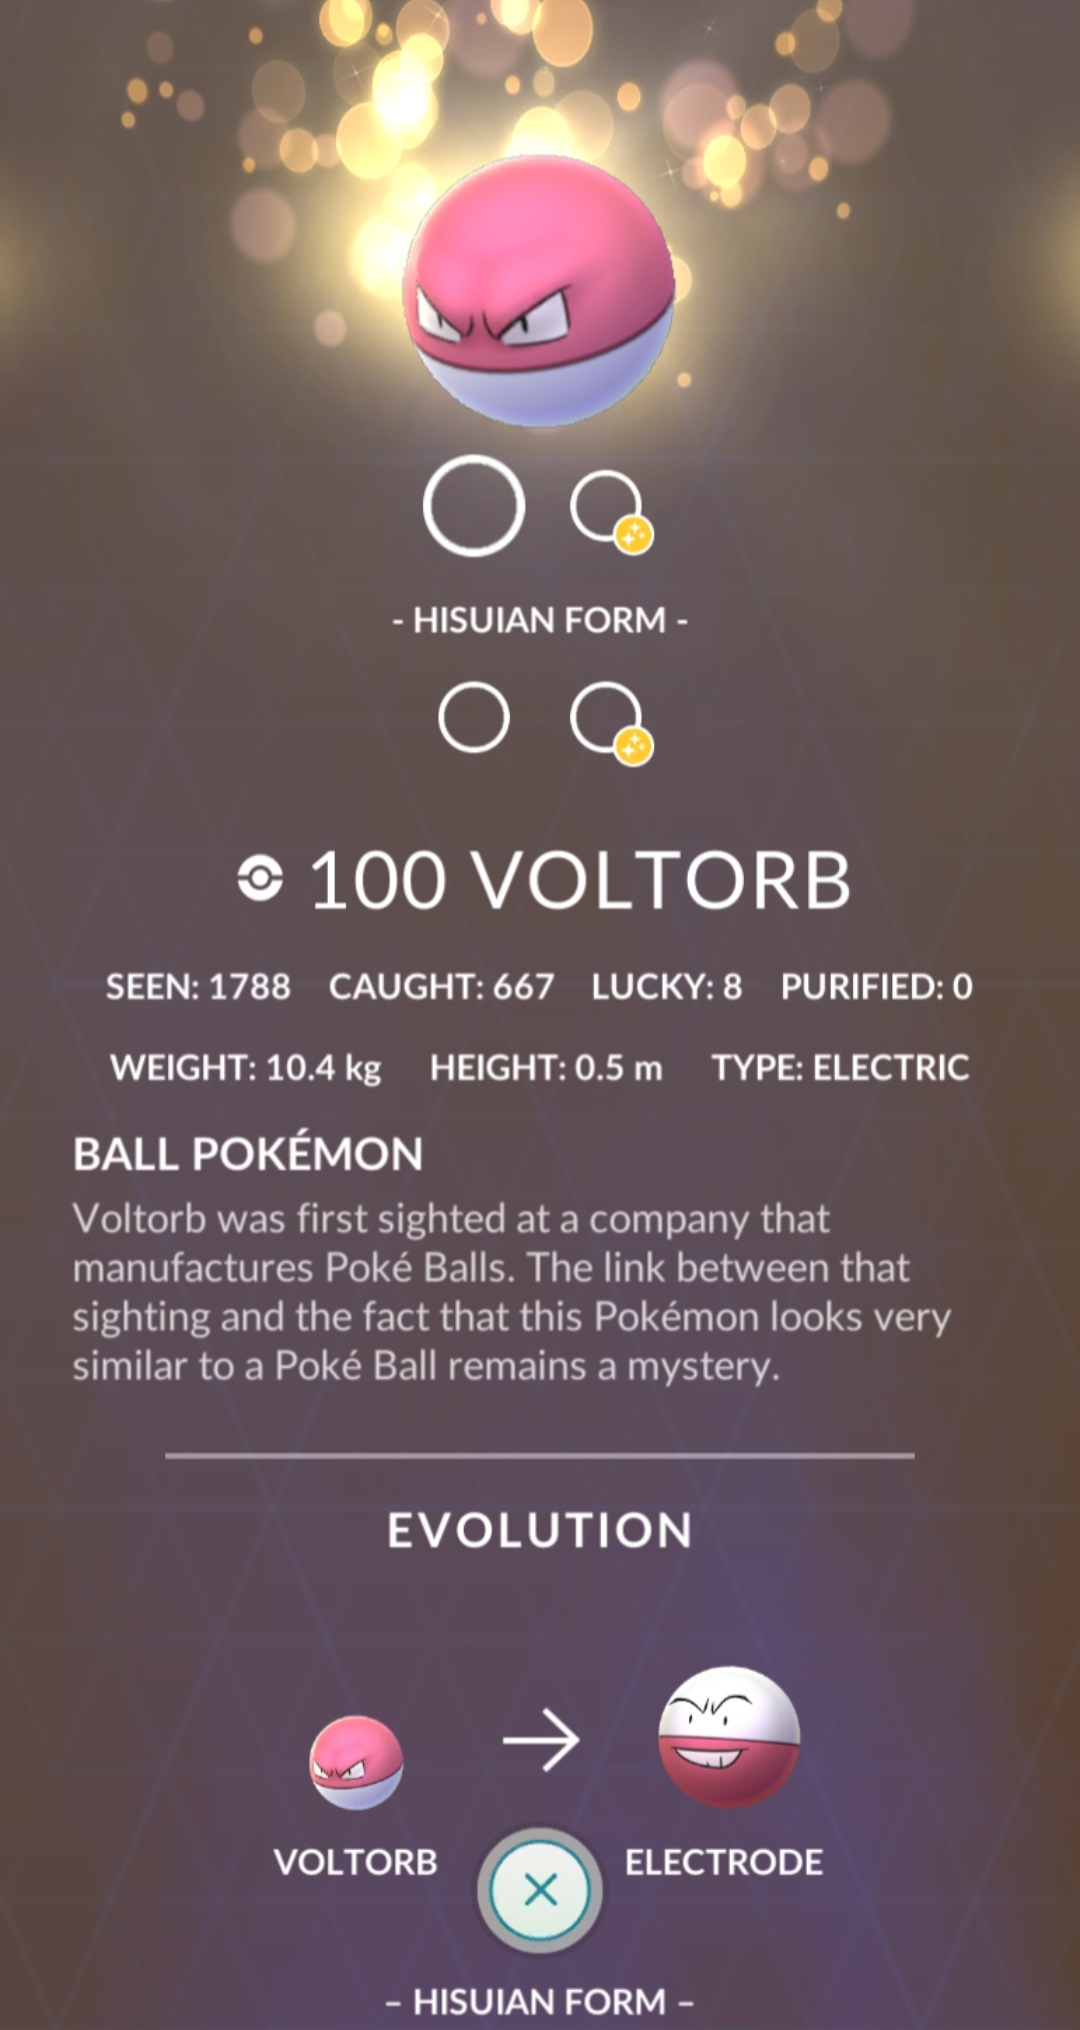 - HISUIAN FORM -
100 VOLTORB
SEEN: 1788 CAUGHT: 667 LUCKY: 8 PURIFIED: 0
WEIGHT: 10.4 kg HEIGHT: 0.5 m TYPE: ELECTRIC
BALL POKÉMON
Voltorb was first sighted at a company that
manufactures Poké Balls. The link between that
sighting and the fact that this Pokémon looks very
similar to a Poké Ball remains a mystery.
EVOLUTION
VOLTORB ELECTRODE
– HISUIAN FORM –